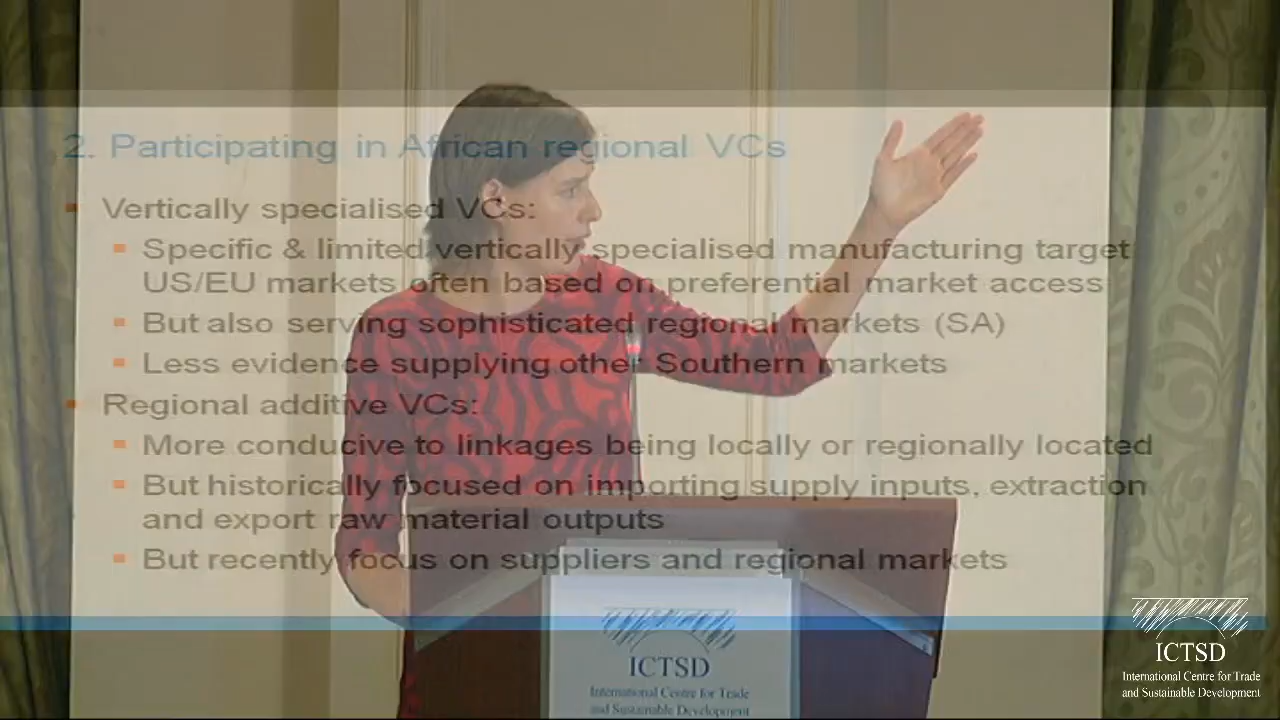 2. Participating in African regional VCs
Vertically specialised VCs:
Specific & limited vertically specialised manufacturing target
US/EU markets often based on preferential market access
But also serving sophisticated regional markets (SA)
Less evidence supplying other Southern markets
Regional additive VCs:
More conducive to linkages being locally or regionally located
But historically focused on importing supply inputs, extraction
and export raw material outputs
But recently focus on suppliers and regional markets
ICTSD
International Centre for Trade
and Sustainable Development
ICTSD
International Centre for Trade
and Sustainable Development